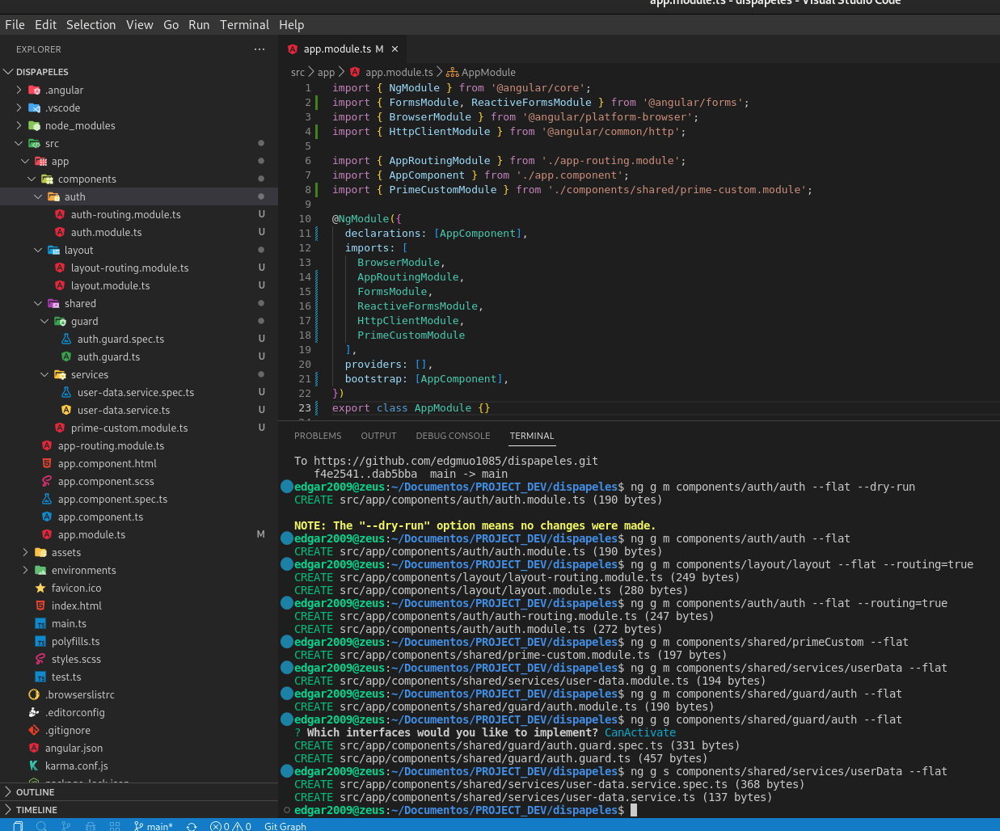 app.module.ts - dispapeles - Visual Studio Code
File Edit Selection View Go Run Terminal Help
EXPLORER ...
DISPAPELES
.angular
.vscode
node_modules
src
app
components
auth
auth-routing.module.ts U
auth.module.ts U
layout
layout-routing.module.ts U
layout.module.ts U
shared
guard
auth.guard.spec.ts U
auth.guard.ts U
services
user-data.service.spec.ts U
user-data.service.ts U
prime-custom.module.ts U
app-routing.module.ts
app.component.html
app.component.scss
app.component.spec.ts
app.component.ts
app.module.ts M
assets
environments
favicon.ico
index.html
main.ts
polyfills.ts
styles.scss
test.ts
.browserslistrc
.editorconfig
.gitignore
angular.json
karma.conf.js
package-lock.json
OUTLINE
TIMELINE
app.module.ts M ×
src > app > app.module.ts > AppModule
1 import { NgModule } from '@angular/core';
2 import { FormsModule, ReactiveFormsModule } from '@angular/forms';
3 import { BrowserModule } from '@angular/platform-browser';
4 import { HttpClientModule } from '@angular/common/http';
5
6 import { AppRoutingModule } from './app-routing.module';
7 import { AppComponent } from './app.component';
8 import { PrimeCustomModule } from './components/shared/prime-custom.module';
9
10 @NgModule({
11 declarations: [AppComponent],
12 imports: [
13 BrowserModule,
14 AppRoutingModule,
15 FormsModule,
16 ReactiveFormsModule,
17 HttpClientModule,
18 PrimeCustomModule
19 ],
20 providers: [],
21 bootstrap: [AppComponent],
22 })
23 export class AppModule {}
24
PROBLEMS OUTPUT DEBUG CONSOLE TERMINAL
To https://github.com/edgmuo1085/dispapeles.git
f4e2541..dab5bba main -> main
edgar2009@zeus:~/Documentos/PROJECT_DEV/dispapeles$ ng g m components/auth/auth --flat --dry-run
CREATE src/app/components/auth/auth.module.ts (190 bytes)
NOTE: The "--dry-run" option means no changes were made.
edgar2009@zeus:~/Documentos/PROJECT_DEV/dispapeles$ ng g m components/auth/auth --flat
CREATE src/app/components/auth/auth.module.ts (190 bytes)
edgar2009@zeus:~/Documentos/PROJECT_DEV/dispapeles$ ng g m components/layout/layout --flat --routing=true
CREATE src/app/components/layout/layout-routing.module.ts (249 bytes)
CREATE src/app/components/layout/layout.module.ts (280 bytes)
edgar2009@zeus:~/Documentos/PROJECT_DEV/dispapeles$ ng g m components/auth/auth --flat --routing=true
CREATE src/app/components/auth/auth-routing.module.ts (247 bytes)
CREATE src/app/components/auth/auth.module.ts (272 bytes)
edgar2009@zeus:~/Documentos/PROJECT_DEV/dispapeles$ ng g m components/shared/primeCustom --flat
CREATE src/app/components/shared/prime-custom.module.ts (197 bytes)
edgar2009@zeus:~/Documentos/PROJECT_DEV/dispapeles$ ng g m components/shared/services/userData --flat
CREATE src/app/components/shared/services/user-data.module.ts (194 bytes)
edgar2009@zeus:~/Documentos/PROJECT_DEV/dispapeles$ ng g m components/shared/guard/auth --flat
CREATE src/app/components/shared/guard/auth.module.ts (190 bytes)
edgar2009@zeus:~/Documentos/PROJECT_DEV/dispapeles$ ng g g components/shared/guard/auth --flat
? Which interfaces would you like to implement? CanActivate
CREATE src/app/components/shared/guard/auth.guard.spec.ts (331 bytes)
CREATE src/app/components/shared/guard/auth.guard.ts (457 bytes)
edgar2009@zeus:~/Documentos/PROJECT_DEV/dispapeles$ ng g s components/shared/services/userData --flat
CREATE src/app/components/shared/services/user-data.service.spec.ts (368 bytes)
CREATE src/app/components/shared/services/user-data.service.ts (137 bytes)
edgar2009@zeus:~/Documentos/PROJECT_DEV/dispapeles$
main* 0 0 Git Graph